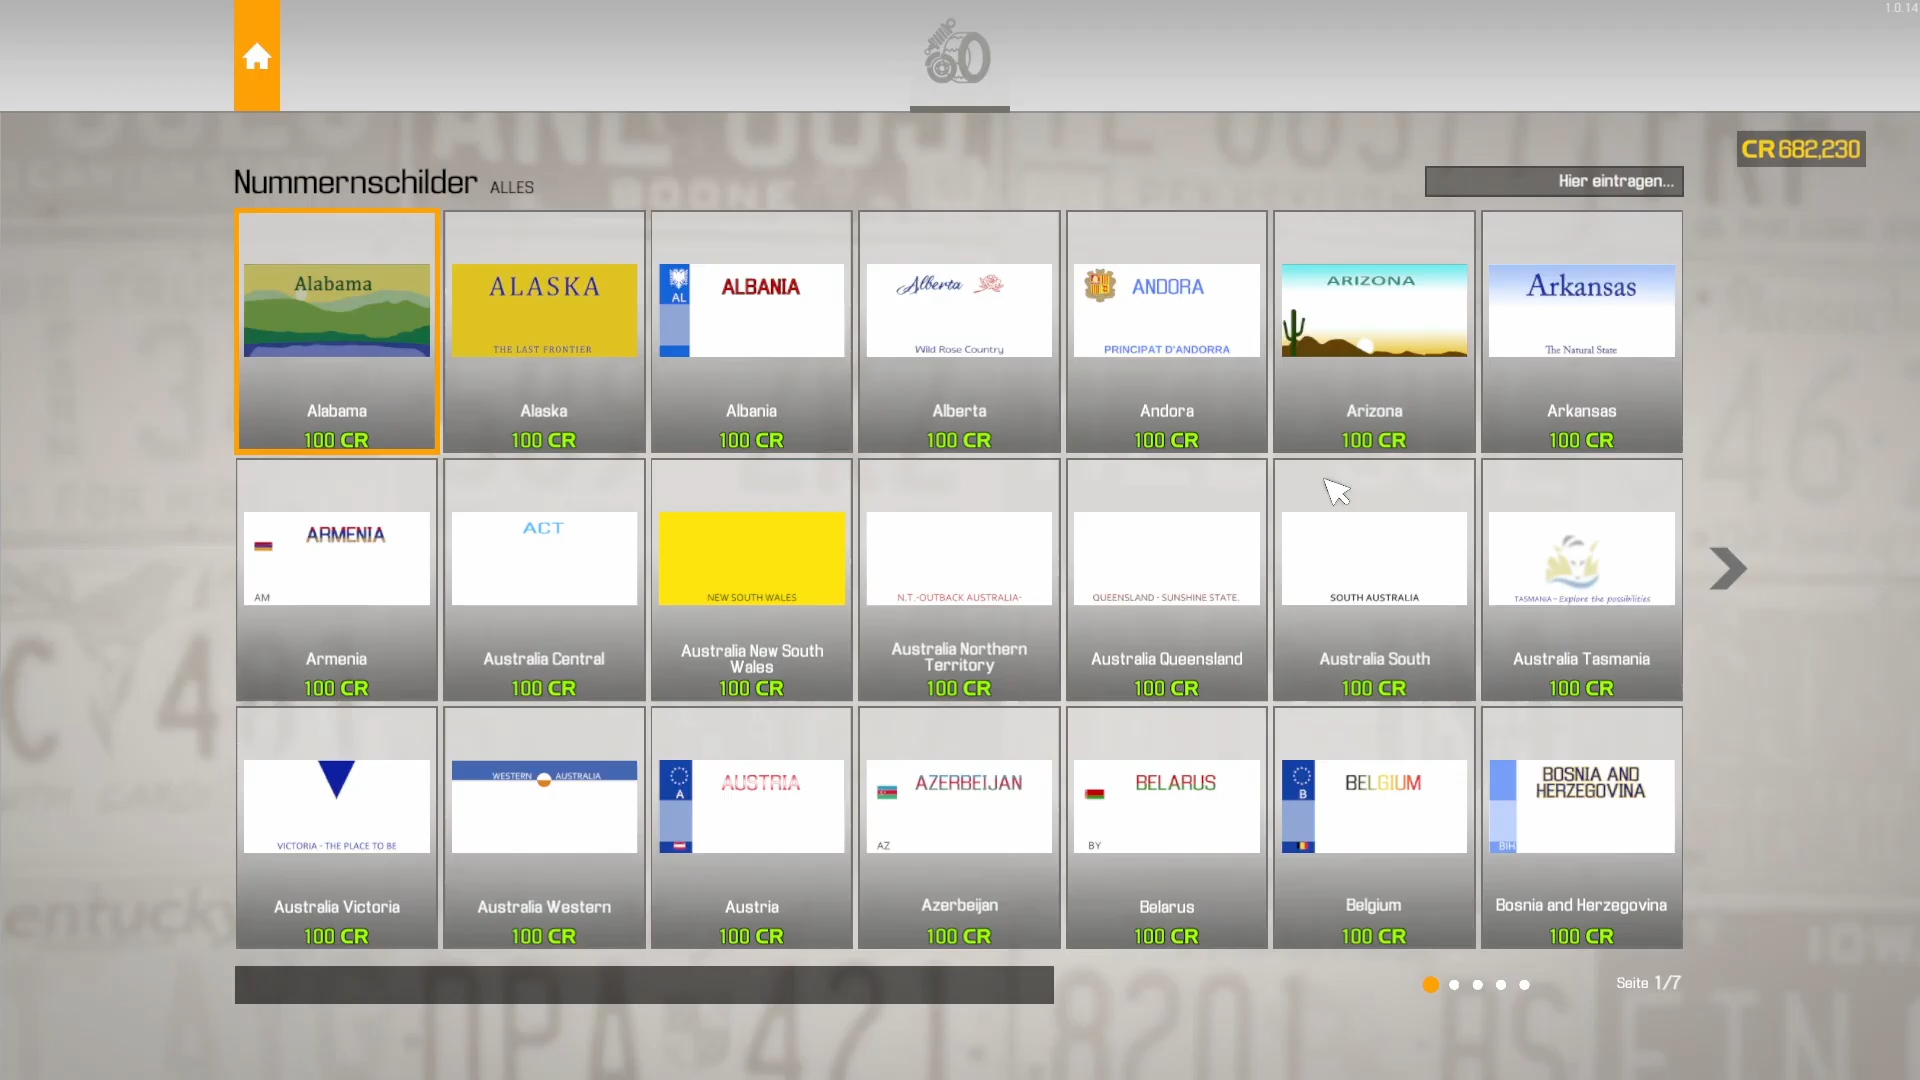 1.0.14
CR 682,230
Nummernschilder ALLES
Hier eintragen...
Alabama
ALASKA
THE LAST FRONTIER
AL
ALBANIA
Alberta
Wild Rose Country
ANDORRA
PRINCIPAT D'ANDORRA
ARIZONA
Arkansas
The Natural State
Alabama
100 CR
Alaska
100 CR
Albania
100 CR
Alberta
100 CR
Andora
100 CR
Arizona
100 CR
Arkansas
100 CR
ARMENIA
AM
ACT
NEW SOUTH WALES
N.T.-OUTBACK AUSTRALIA-
QUEENSLAND - SUNSHINE STATE.
SOUTH AUSTRALIA
TASMANIA - Explore the possibilities
Armenia
100 CR
Australia Central
100 CR
Australia New South
Wales
100 CR
Australia Northern
Territory
100 CR
Australia Queensland
100 CR
Australia South
100 CR
Australia Tasmania
100 CR
VICTORIA - THE PLACE TO BE
WESTERN AUSTRALIA
A
AUSTRIA
AZERBEIJAN
AZ
BELARUS
BY
B
BELGIUM
BOSNIA AND
HERZEGOVINA
BIH
Australia Victoria
100 CR
Australia Western
100 CR
Austria
100 CR
Azerbeijan
100 CR
Belarus
100 CR
Belgium
100 CR
Bosnia and Herzegovina
100 CR
Seite 1/7